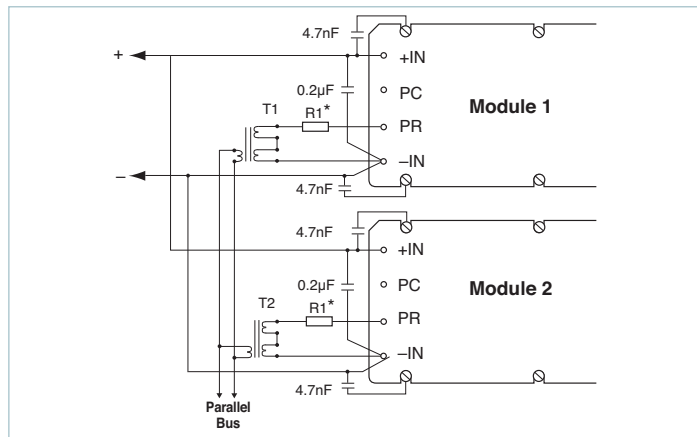 4.7nF
+
+IN
0.2µF
PC
Module 1
T1
R1*
PR
–
–IN
4.7nF
4.7nF
+IN
0.2µF
PC
Module 2
T2
R1*
PR
–IN
4.7nF
Parallel
Bus